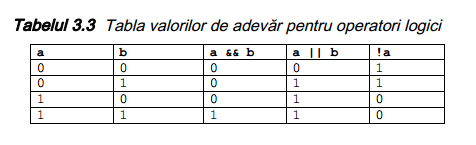 Tabelul 3.3 Tabla valorilor de adevăr pentru operatori logici
a b a && b a || b !a
0 0 0 0 1
0 1 0 1 1
1 0 0 1 0
1 1 1 1 0